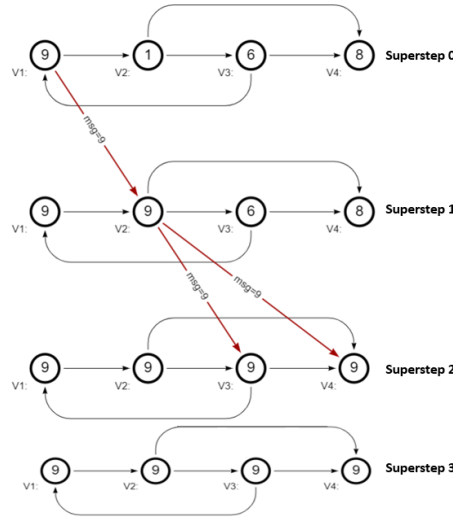 9 1 6 8 Superstep 0
V1: V2: V3: V4:
msg=9
9 9 6 8 Superstep 1
V1: V2: V3: V4:
msg=9 msg=9
9 9 9 9 Superstep 2
V1: V2: V3: V4:
9 9 9 9 Superstep 3
V1: V2: V3: V4: